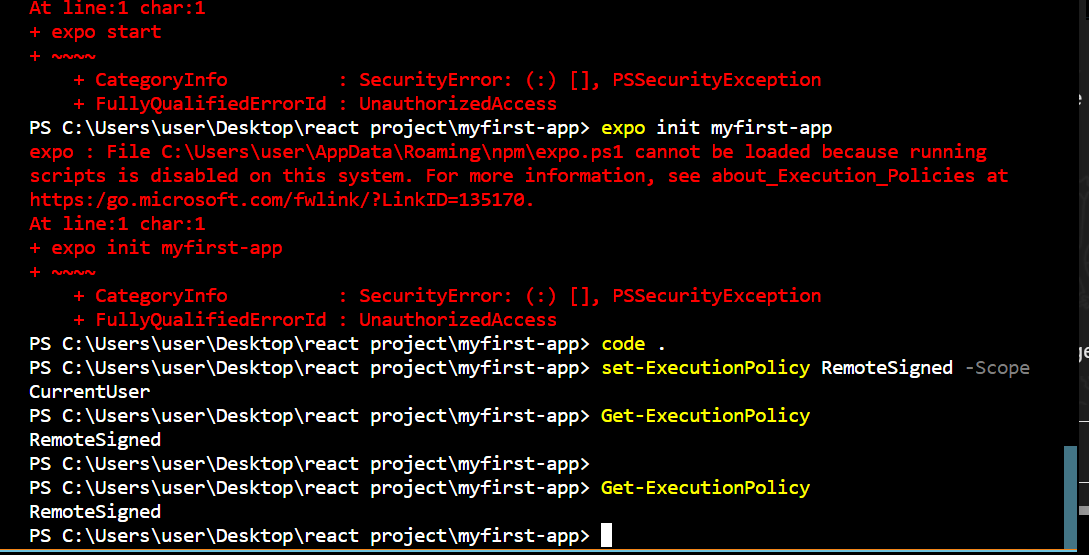 At line:1 char:1
+ expo start
+ ~~~~
    + CategoryInfo          : SecurityError: (:) [], PSSecurityException
    + FullyQualifiedErrorId : UnauthorizedAccess
PS C:\Users\user\Desktop\react project\myfirst-app> expo init myfirst-app
expo : File C:\Users\user\AppData\Roaming\npm\expo.ps1 cannot be loaded because running
scripts is disabled on this system. For more information, see about_Execution_Policies at
https:/go.microsoft.com/fwlink/?LinkID=135170.
At line:1 char:1
+ expo init myfirst-app
+ ~~~~
    + CategoryInfo          : SecurityError: (:) [], PSSecurityException
    + FullyQualifiedErrorId : UnauthorizedAccess
PS C:\Users\user\Desktop\react project\myfirst-app> code .
PS C:\Users\user\Desktop\react project\myfirst-app> set-ExecutionPolicy RemoteSigned -Scope
CurrentUser
PS C:\Users\user\Desktop\react project\myfirst-app> Get-ExecutionPolicy
RemoteSigned
PS C:\Users\user\Desktop\react project\myfirst-app>
PS C:\Users\user\Desktop\react project\myfirst-app> Get-ExecutionPolicy
RemoteSigned
PS C:\Users\user\Desktop\react project\myfirst-app>